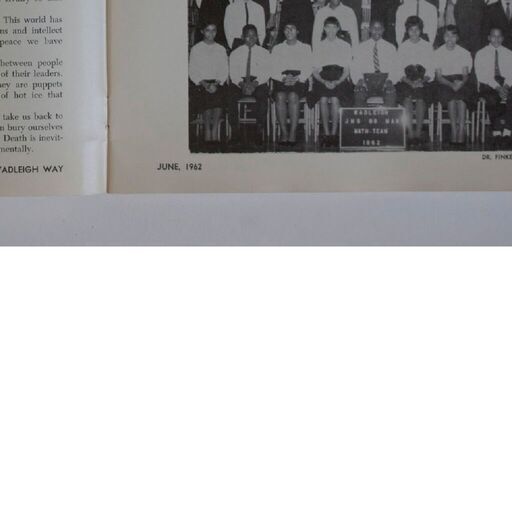 This world has
ns and intellect
peace we have
between people
of their leaders.
ey are puppets
of hot ice that
take us back to
n bury ourselves
Death is inevit-
mentally.
YADLEIGH WAY
WADLEIGH
JHS 88 MAN
MATH-TEAM
1962
JUNE, 1962
DR. FINKE